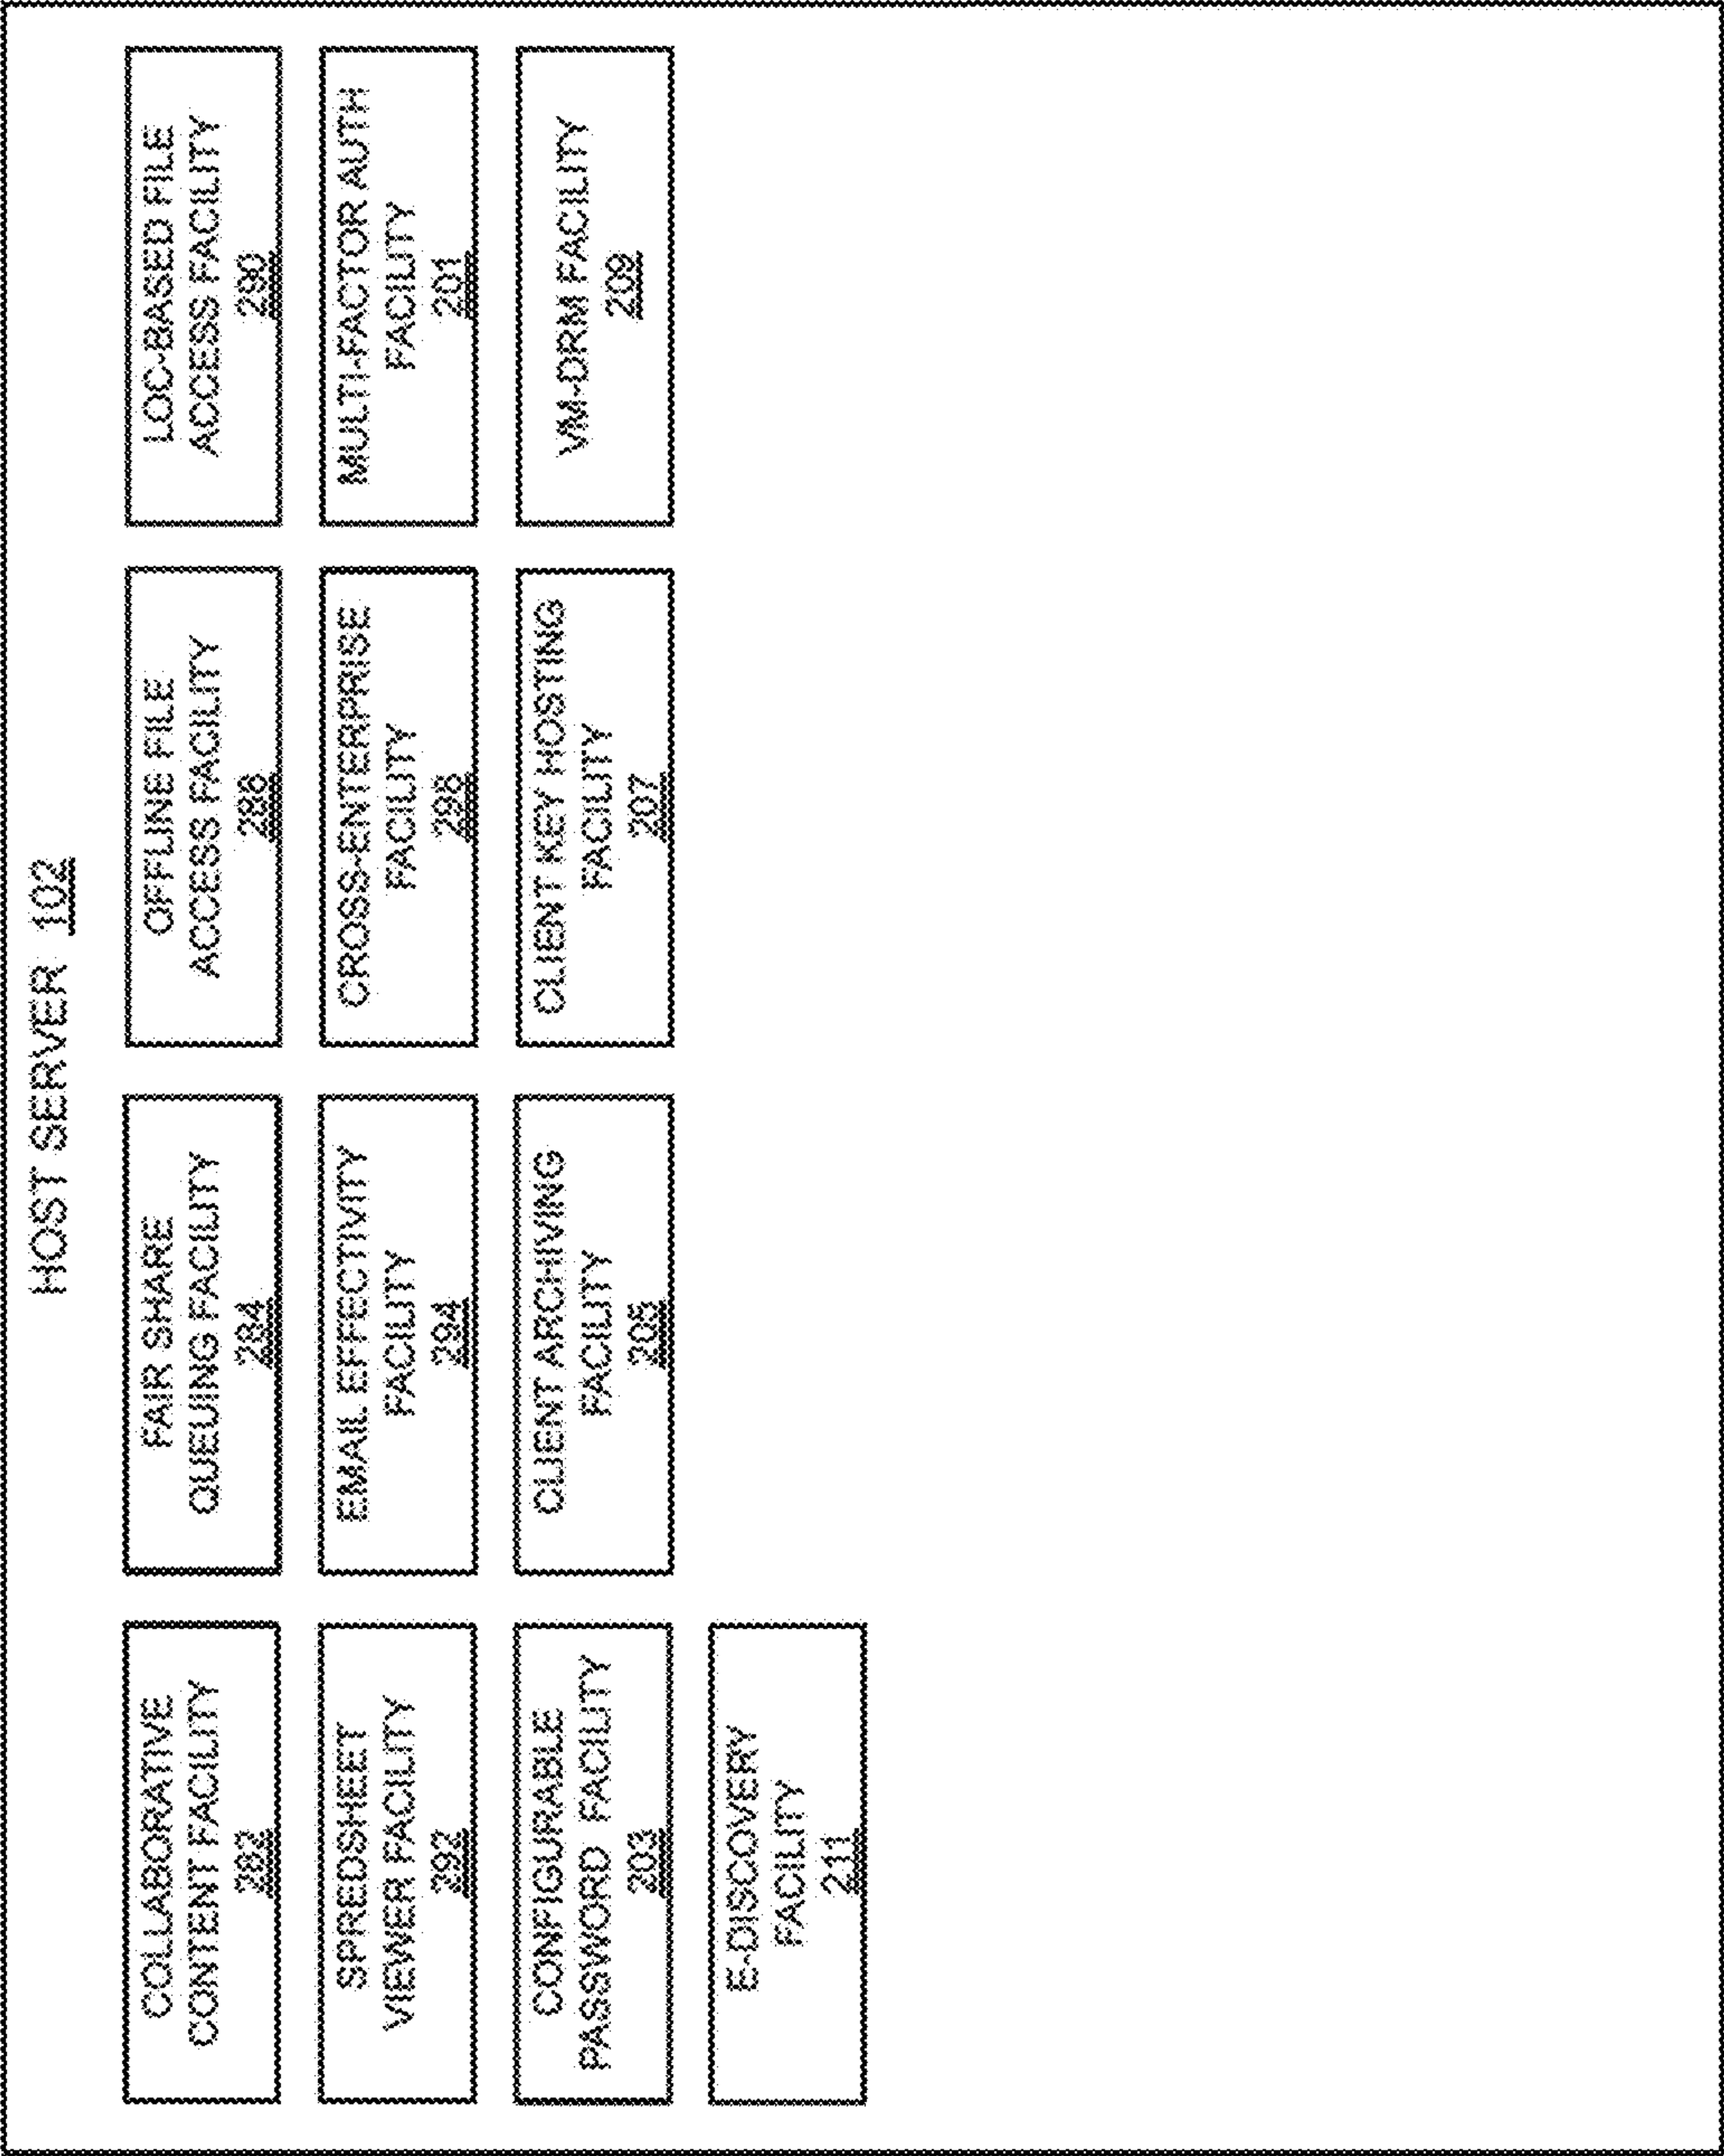 HOST SERVER 102
COLLABORATIVE
CONTENT FACILITY
282
FAIR SHARE
QUEUING FACILITY
284
OFFLINE FILE
ACCESS FACILITY
288
LOC-BASED FILE
ACCESS FACILITY
290
SPREDSHEET
VIEWER FACILITY
292
EMAIL EFFECTIVITY
FACILITY
294
CROSS-ENTERPRISE
FACILITY
298
MULTI-FACTOR AUTH
FACILITY
201
CONFIGURABLE
PASSWORD FACILITY
203
CLIENT ARCHIVING
FACILITY
205
CLIENT KEY HOSTING
FACILITY
207
VM-DRM FACILITY
209
E-DISCOVERY
FACILITY
211